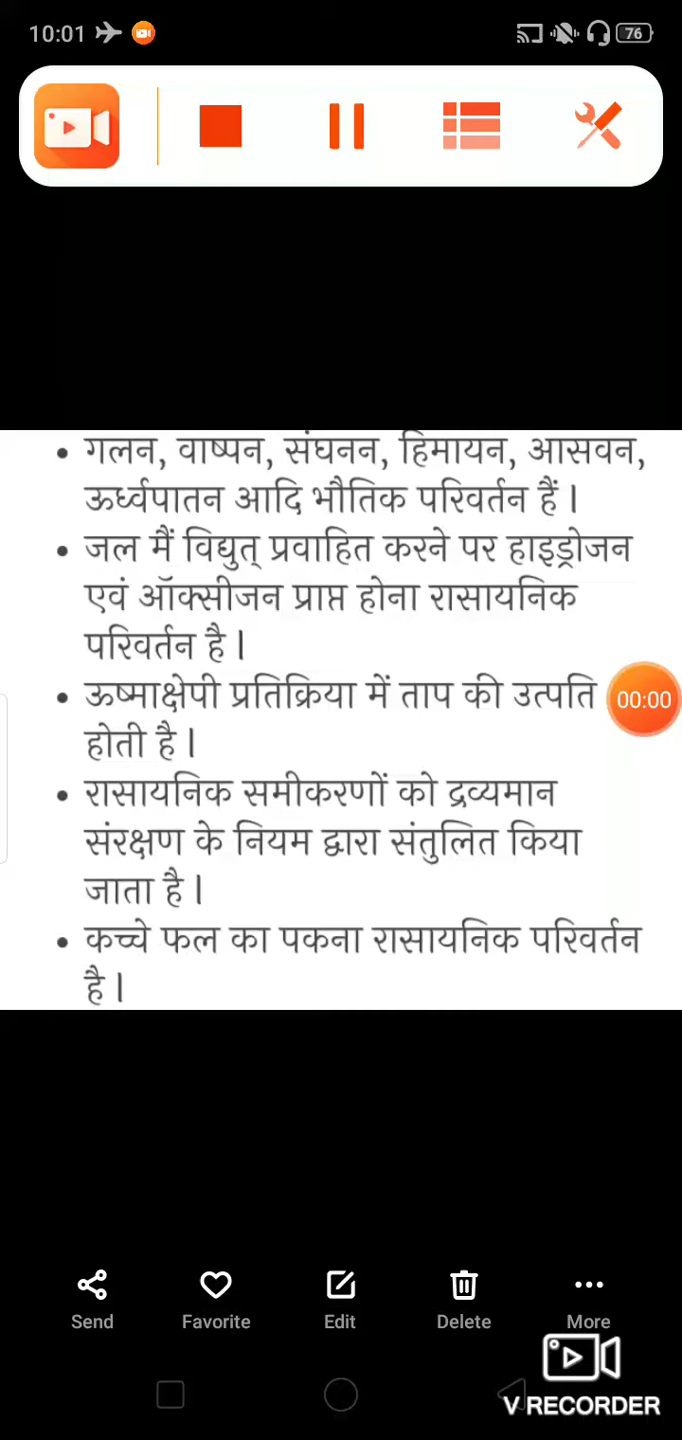 10:01
76
• गलन, वाष्पन, संघनन, हिमायन, आसवन,
ऊर्ध्वपातन आदि भौतिक परिवर्तन हैं |
• जल मैं विद्युत् प्रवाहित करने पर हाइड्रोजन
एवं ऑक्सीजन प्राप्त होना रासायनिक
परिवर्तन है |
• ऊष्माक्षेपी प्रतिक्रिया में ताप की उत्पति
00:00
होती है |
• रासायनिक समीकरणों को द्रव्यमान
संरक्षण के नियम द्वारा संतुलित किया
जाता है |
• कच्चे फल का पकना रासायनिक परिवर्तन
है |
Send Favorite Edit Delete More
V RECORDER